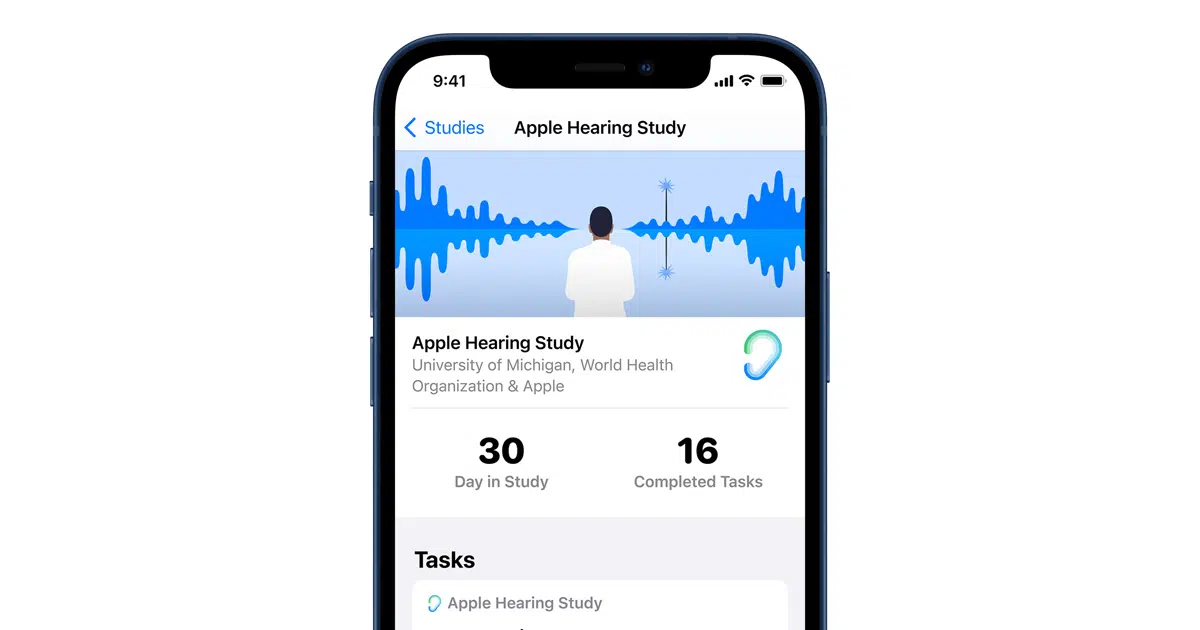 9:41
Studies Apple Hearing Study
Apple Hearing Study
University of Michigan, World Health
Organization & Apple
30 16
Day in Study Completed Tasks
Tasks
Apple Hearing Study